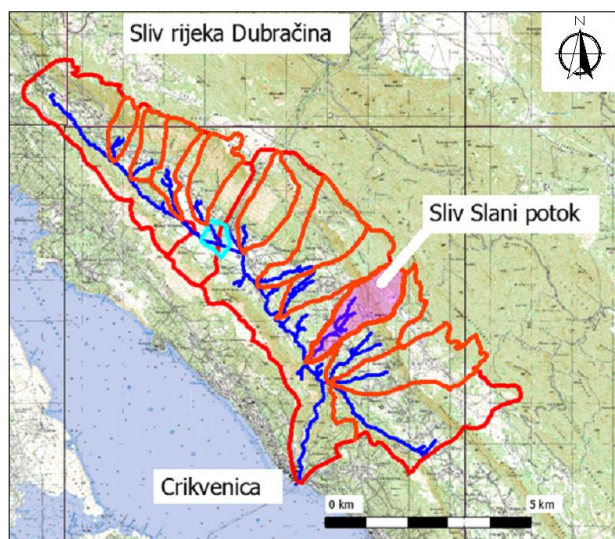 Sliv rijeka Dubračina
N
Sliv Slani potok
Crikvenica
0 km
5 km